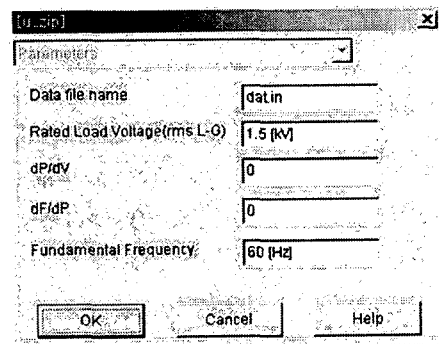 [u_zip]
Parameters
Data file name dat.in
Rated Load Voltage(rms L-G) 1.5 [kV]
dP/dV 0
dF/dP 0
Fundamental Frequency 60 [Hz]
OK Cancel Help